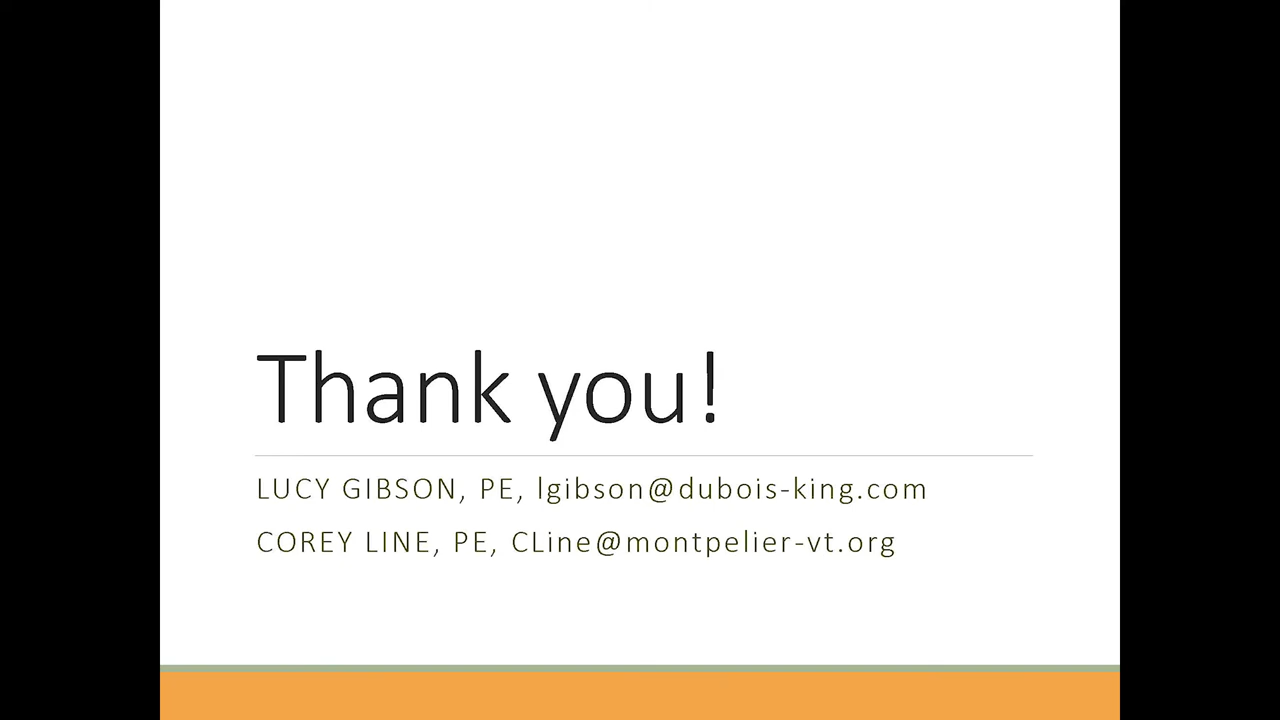 Thank you!
LUCY GIBSON, PE, lgibson@dubois-king.com
COREY LINE, PE, CLine@montpelier-vt.org